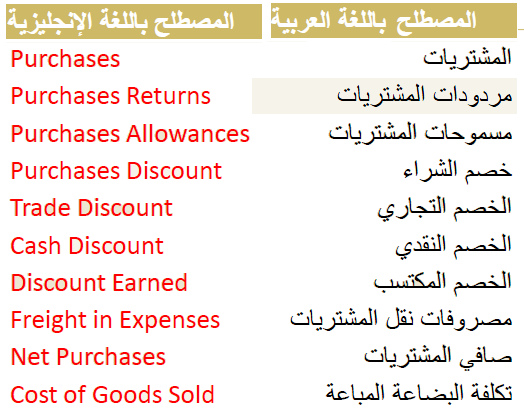 المصطلح باللغة العربية المصطلح باللغة الإنجليزية
المشتريات Purchases
مردودات المشتريات Purchases Returns
مسموحات المشتريات Purchases Allowances
خصم الشراء Purchases Discount
الخصم التجاري Trade Discount
الخصم النقدي Cash Discount
الخصم المكتسب Discount Earned
مصروفات نقل المشتريات Freight in Expenses
صافي المشتريات Net Purchases
تكلفة البضاعة المباعة Cost of Goods Sold